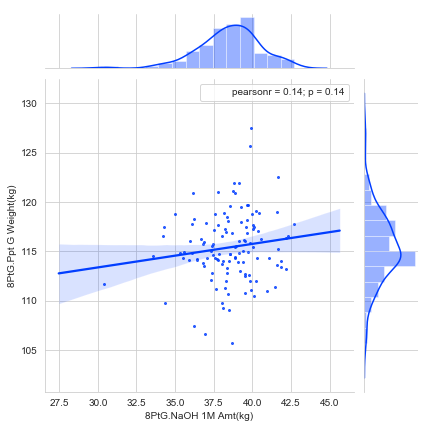 pearsonr = 0.14; p = 0.14
130
125
120
115
110
105
8PtG.Ppt G Weight(kg)
27.5 30.0 32.5 35.0 37.5 40.0 42.5 45.0
8PtG.NaOH 1M Amt(kg)